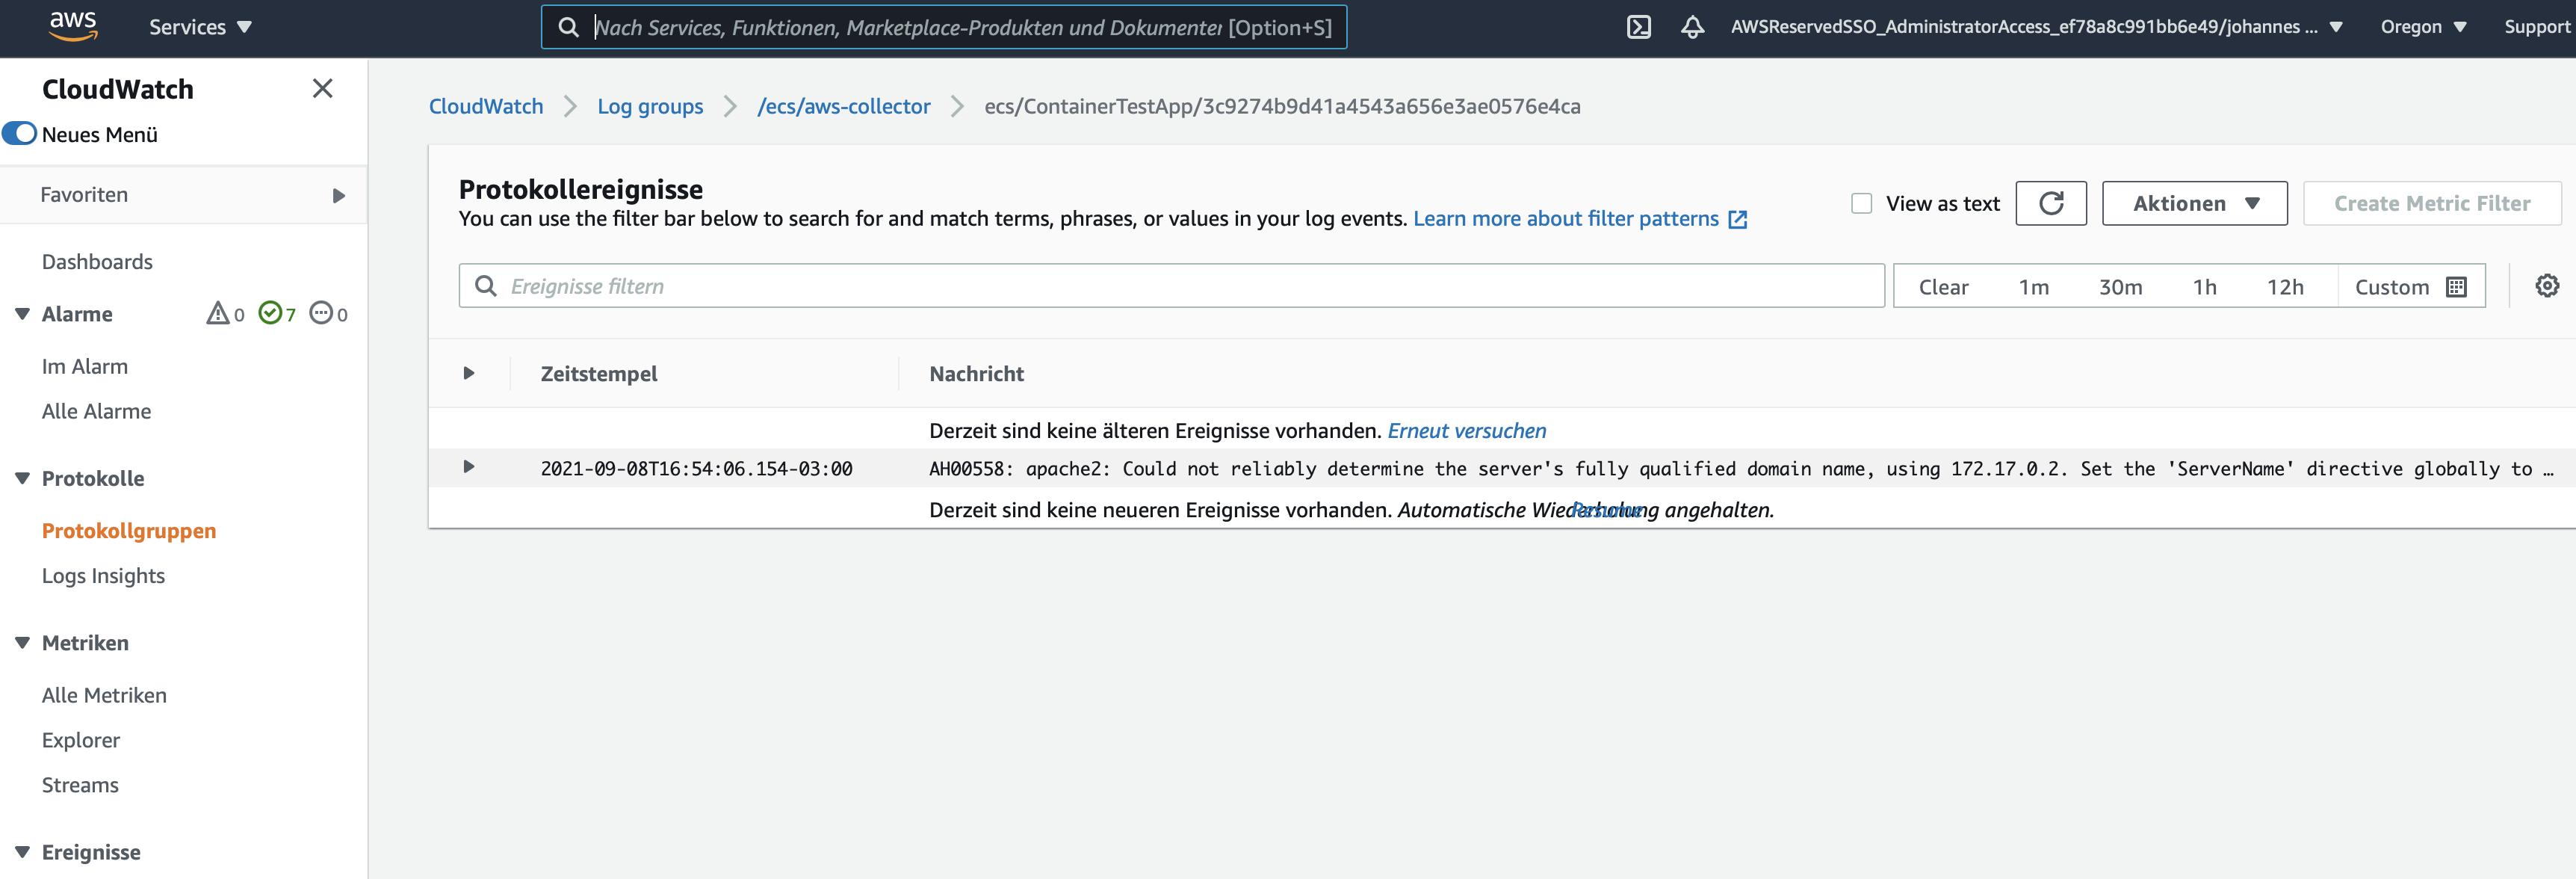 aws Services Nach Services, Funktionen, Marketplace-Produkten und Dokumenter [Option+S] AWSReservedSSO_AdministratorAccess_ef78a8c991bb6e49/johannes ... Oregon Support
CloudWatch
Neues Menü
Favoriten
Dashboards
Alarme 0 7 0
Im Alarm
Alle Alarme
Protokolle
Protokollgruppen
Logs Insights
Metriken
Alle Metriken
Explorer
Streams
Ereignisse
CloudWatch Log groups /ecs/aws-collector ecs/ContainerTestApp/3c9274b9d41a4543a656e3ae0576e4ca
Protokollereignisse
You can use the filter bar below to search for and match terms, phrases, or values in your log events. Learn more about filter patterns
View as text Aktionen Create Metric Filter
Ereignisse filtern Clear 1m 30m 1h 12h Custom
Zeitstempel Nachricht
Derzeit sind keine älteren Ereignisse vorhanden. Erneut versuchen
2021-09-08T16:54:06.154-03:00 AH00558: apache2: Could not reliably determine the server's fully qualified domain name, using 172.17.0.2. Set the 'ServerName' directive globally to …
Derzeit sind keine neueren Ereignisse vorhanden. Automatische Wiederholung angehalten. Resume